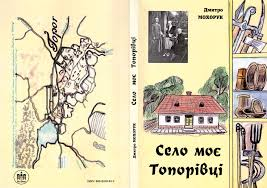 Дмитро
МОХОРУК
Село моє
Топорівці
Дмитро МОХОРУК
Село моє Топорівці